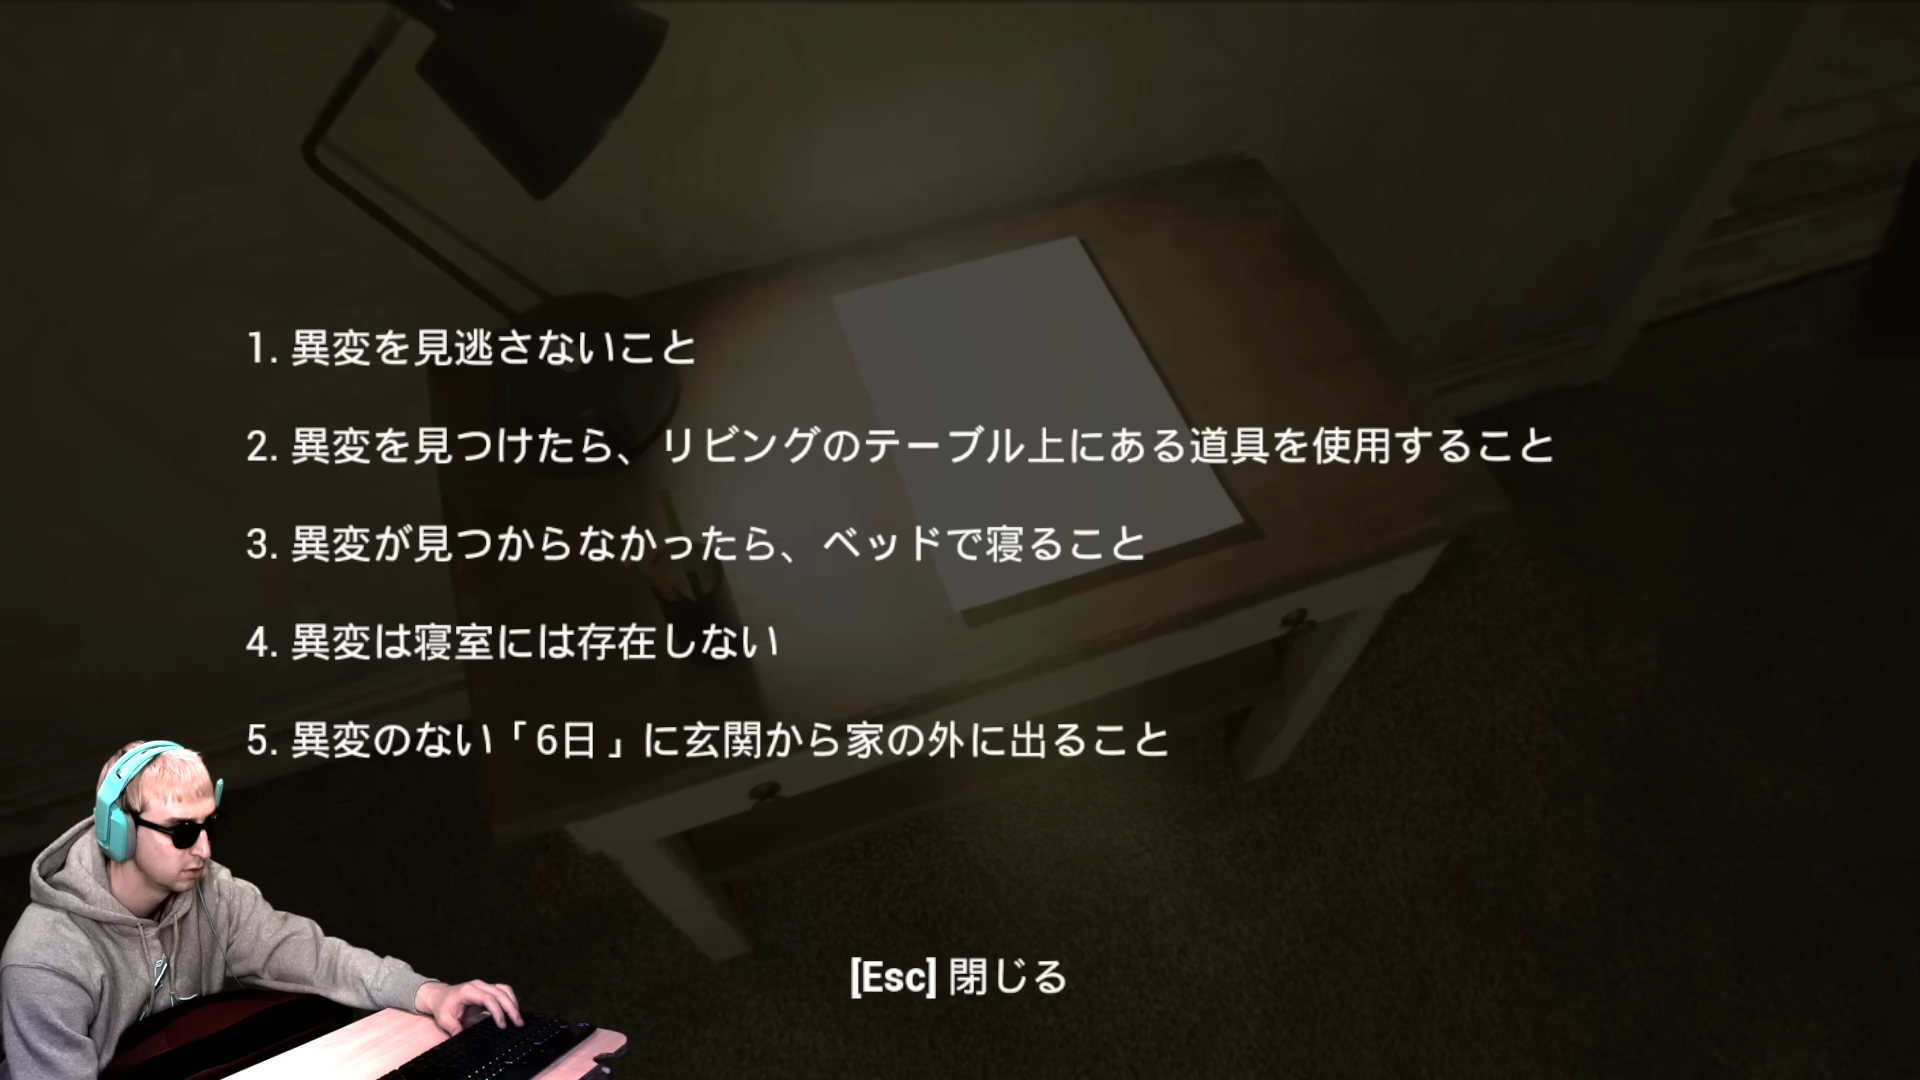 1. 異変を見逃さないこと
2. 異変を見つけたら、リビングのテーブル上にある道具を使用すること
3. 異変が見つからなかったら、ベッドで寝ること
4. 異変は寝室には存在しない
5. 異変のない「6日」に玄関から家の外に出ること
[Esc] 閉じる